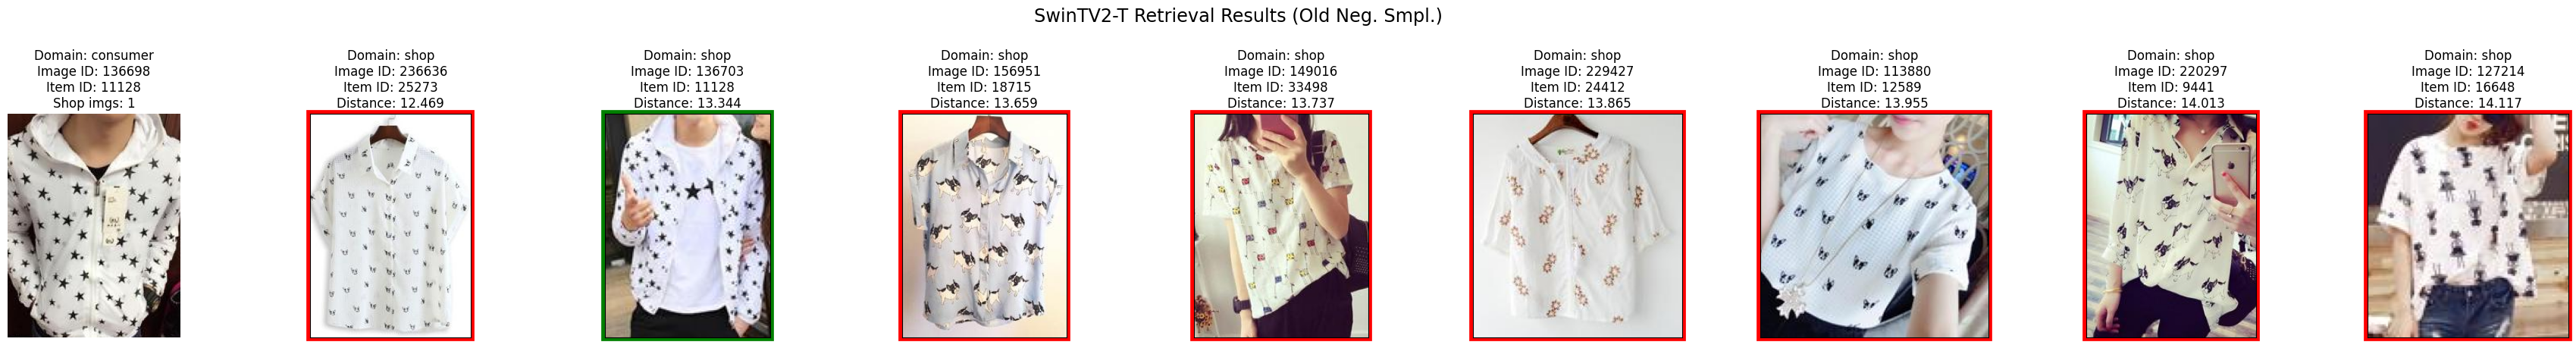 SwinTV2-T Retrieval Results (Old Neg. Smpl.)
Domain: consumer
Image ID: 136698
Item ID: 11128
Shop imgs: 1
Domain: shop
Image ID: 236636
Item ID: 25273
Distance: 12.469
Domain: shop
Image ID: 136703
Item ID: 11128
Distance: 13.344
Domain: shop
Image ID: 156951
Item ID: 18715
Distance: 13.659
Domain: shop
Image ID: 149016
Item ID: 33498
Distance: 13.737
Domain: shop
Image ID: 229427
Item ID: 24412
Distance: 13.865
Domain: shop
Image ID: 113880
Item ID: 12589
Distance: 13.955
Domain: shop
Image ID: 220297
Item ID: 9441
Distance: 14.013
Domain: shop
Image ID: 127214
Item ID: 16648
Distance: 14.117